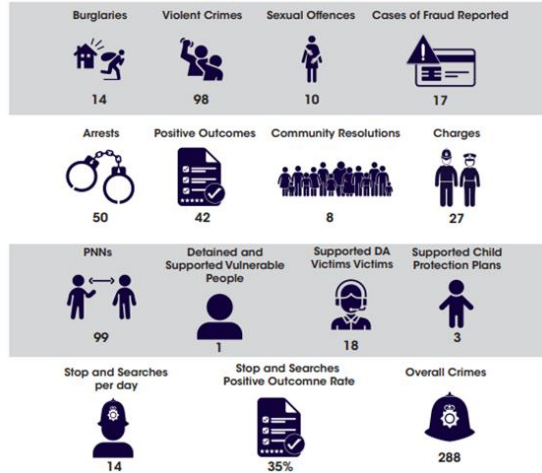 Burglaries
Violent Crimes
Sexual Offences
Cases of Fraud Reported
14
98
10
17
Arrests
Positive Outcomes
Community Resolutions
Charges
50
42
8
27
PNNs
Detained and
Supported Vulnerable
People
Supported DA
Victims Victims
Supported Child
Protection Plans
99
1
18
3
Stop and Searches
per day
Stop and Searches
Positive Outcomne Rate
Overall Crimes
14
35%
288